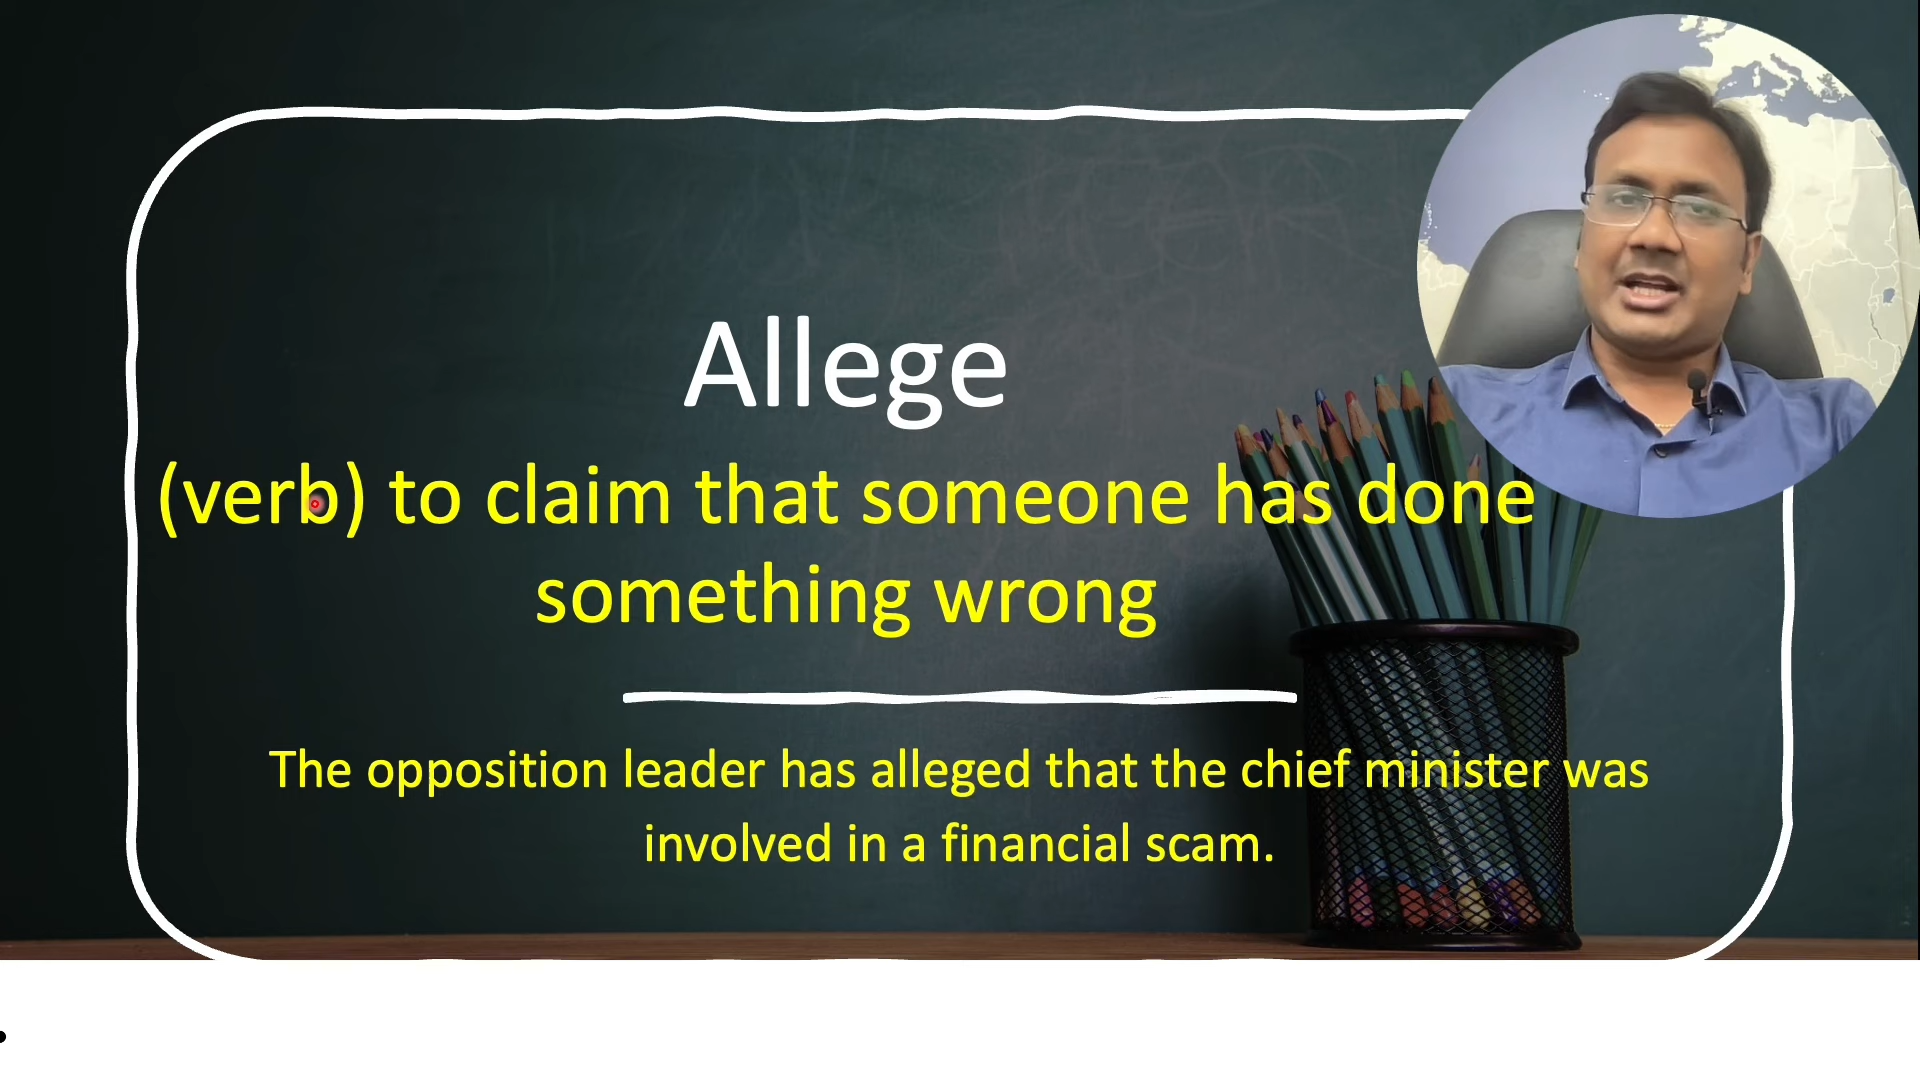 Allege
(verb) to claim that someone has done
something wrong
The opposition leader has alleged that the chief minister was
involved in a financial scam.